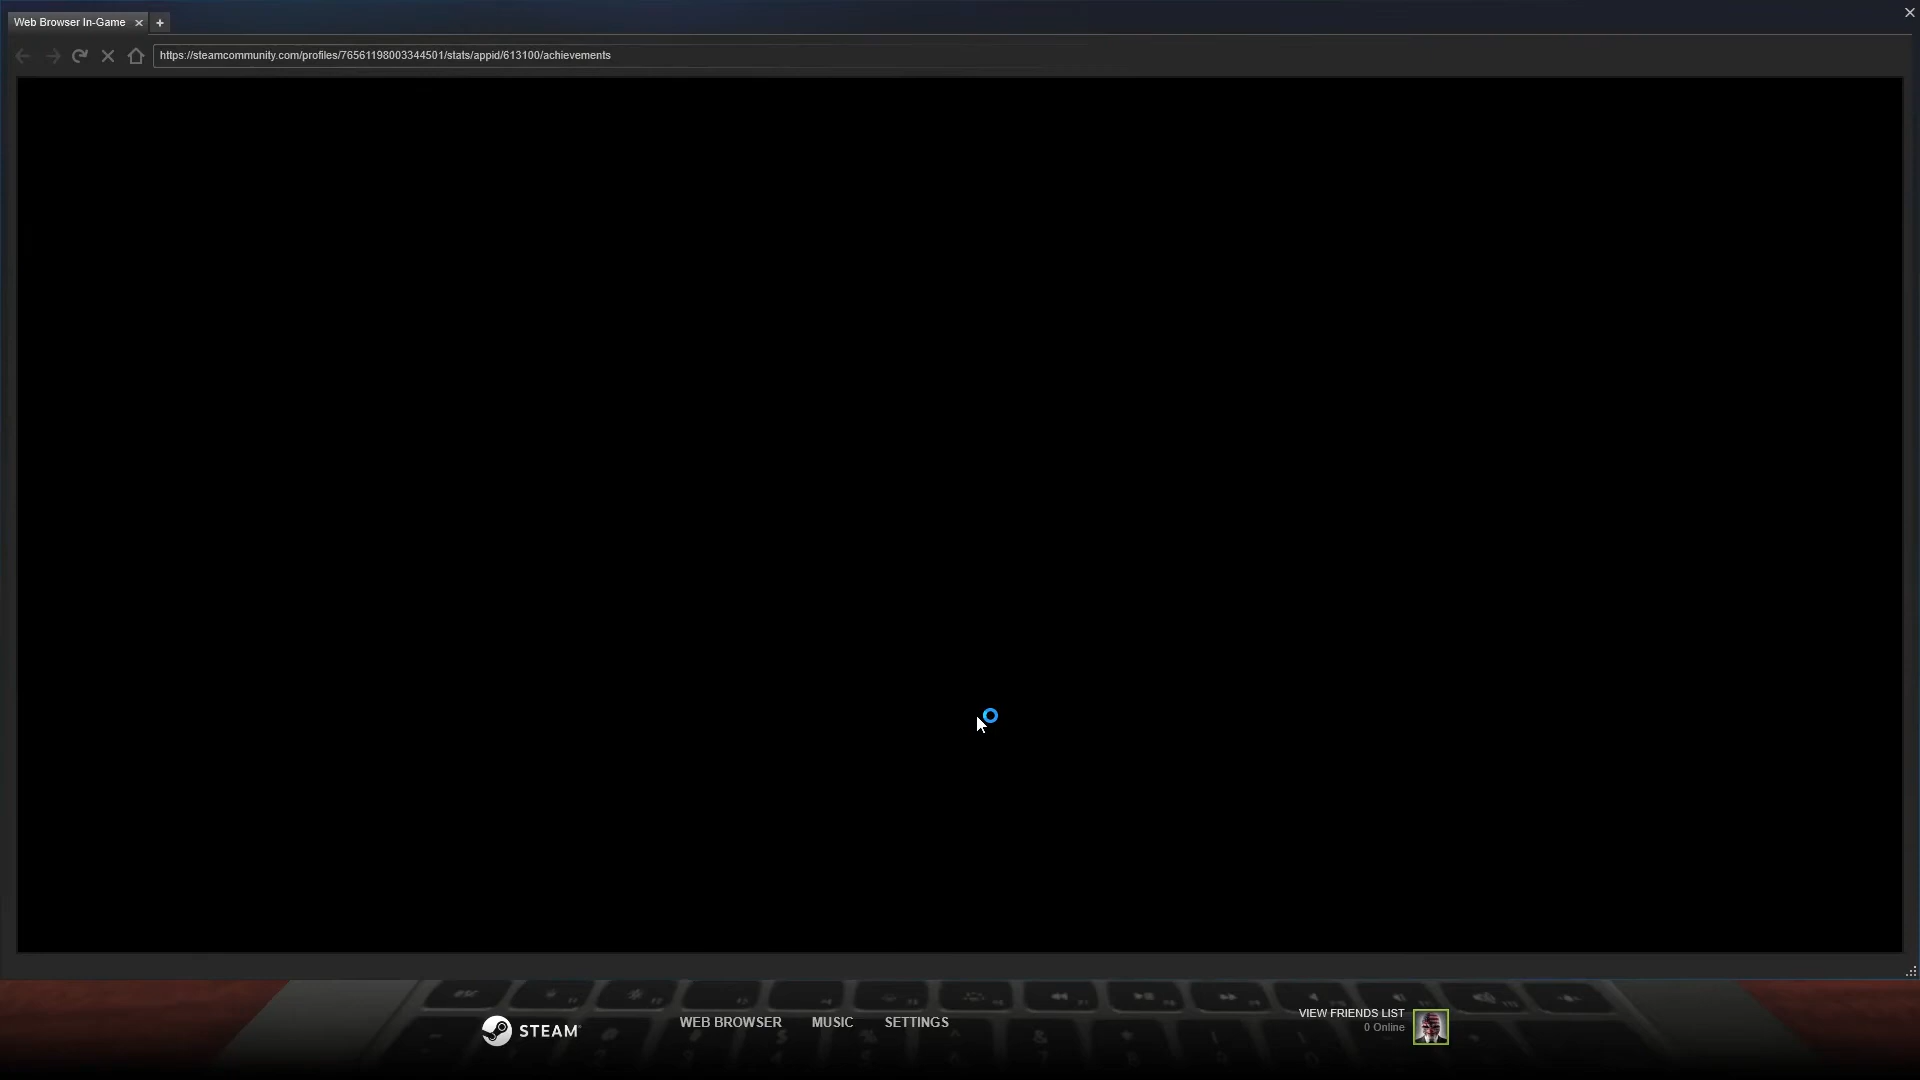 Web Browser In-Game
https://steamcommunity.com/profiles/76561198003344501/stats/appid/613100/achievements
esc
STEAM
WEB BROWSER
MUSIC
SETTINGS
VIEW FRIENDS LIST
0 Online